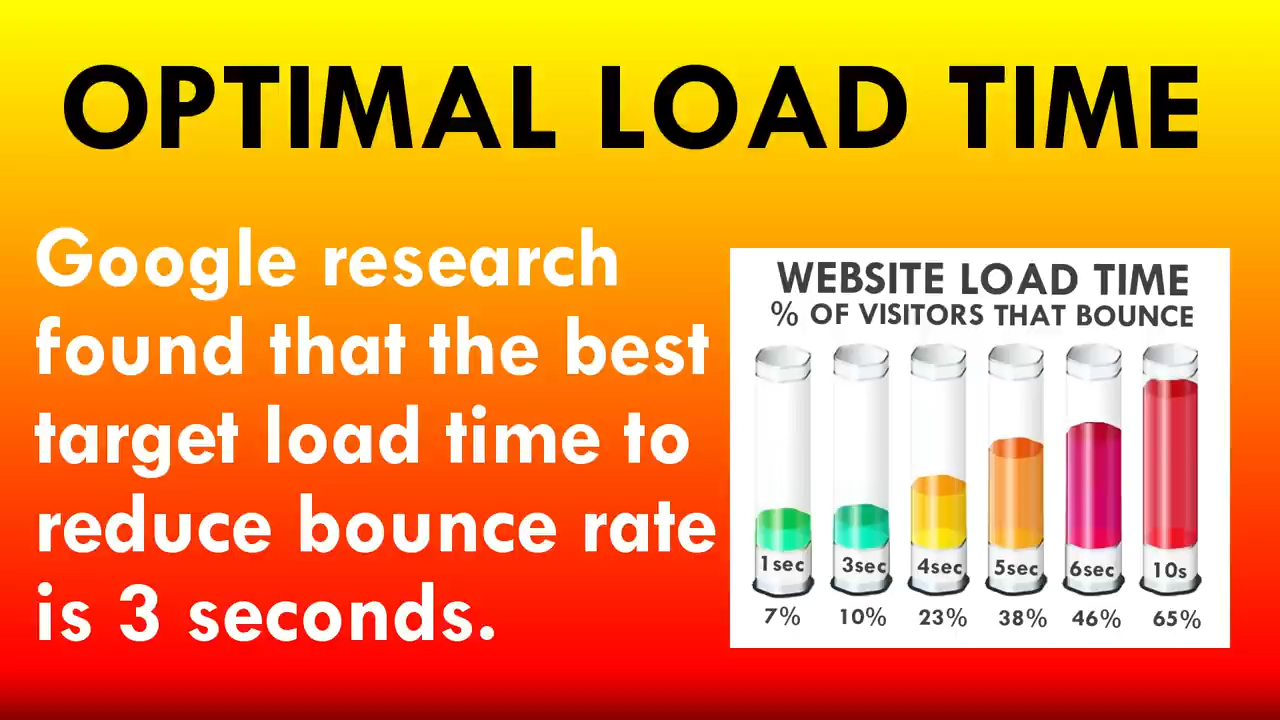 OPTIMAL LOAD TIME
Google research
found that the best
target load time to
reduce bounce rate
is 3 seconds.
WEBSITE LOAD TIME
% OF VISITORS THAT BOUNCE
1sec 3sec 4sec 5sec 6sec 10s
7% 10% 23% 38% 46% 65%